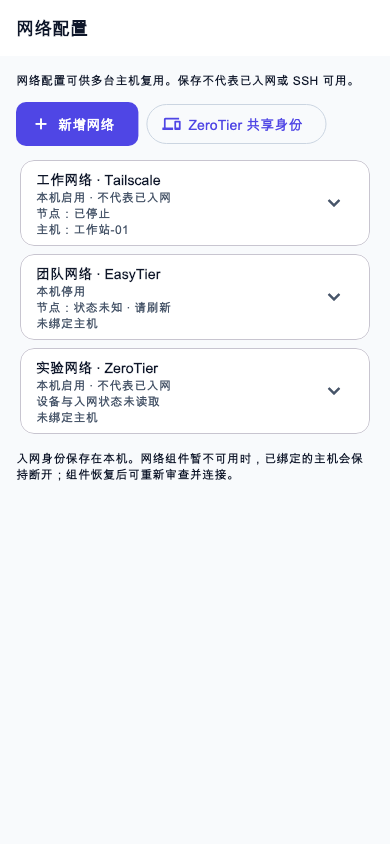 网络配置
网络配置可供多台主机复用。保存不代表已入网或 SSH 可用。
新增网络
ZeroTier 共享身份
工作网络 · Tailscale
本机启用 · 不代表已入网
节点：已停止
主机：工作站-01
团队网络 · EasyTier
本机停用
节点：状态未知 · 请刷新
未绑定主机
实验网络 · ZeroTier
本机启用 · 不代表已入网
设备与入网状态未读取
未绑定主机
入网身份保存在本机。网络组件暂不可用时，已绑定的主机会保
持断开；组件恢复后可重新审查并连接。